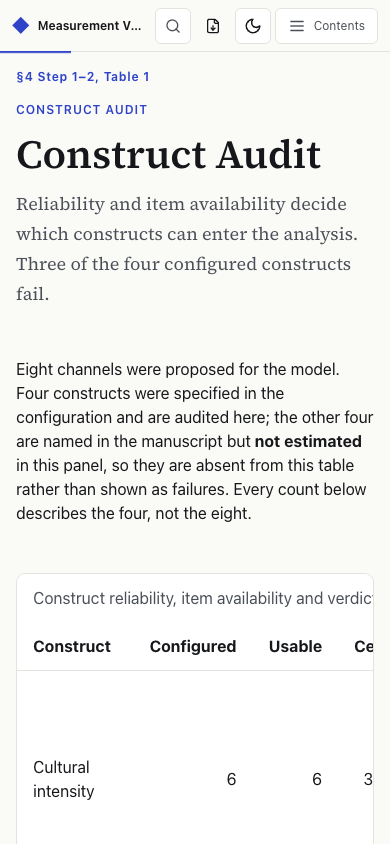 Measurement V...
Contents
§4 Step 1–2, Table 1
CONSTRUCT AUDIT
Construct Audit
Reliability and item availability decide
which constructs can enter the analysis.
Three of the four configured constructs
fail.
Eight channels were proposed for the model.
Four constructs were specified in the
configuration and are audited here; the other four
are named in the manuscript but not estimated
in this panel, so they are absent from this table
rather than shown as failures. Every count below
describes the four, not the eight.
Construct reliability, item availability and verdic
Construct Configured Usable Ce
Cultural
intensity
6 6 3